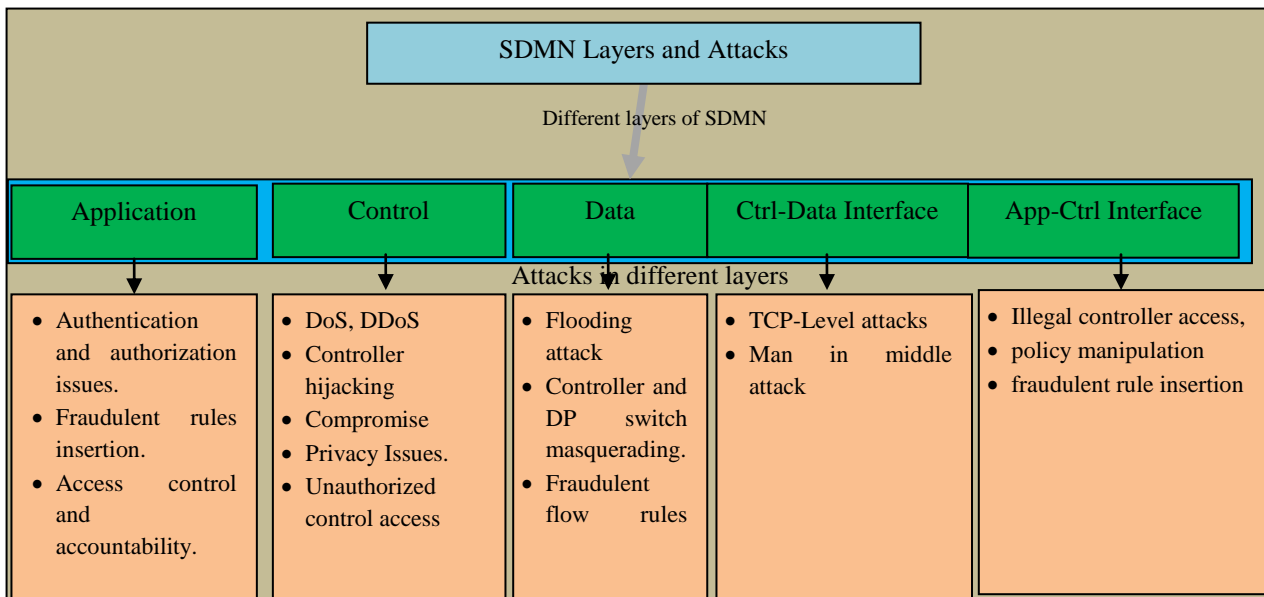 SDMN Layers and Attacks
Different layers of SDMN
Application
Control
Data
Ctrl-Data Interface
App-Ctrl Interface
Attacks in different layers
• Authentication
and authorization
issues.
• Fraudulent rules
insertion.
• Access control
and
accountability.
• DoS, DDoS
• Controller
hijacking
• Compromise
• Privacy Issues.
• Unauthorized
control access
• Flooding
attack
• Controller and
DP switch
masquerading.
• Fraudulent
flow rules
• TCP-Level attacks
• Man in middle
attack
• Illegal controller access,
• policy manipulation
• fraudulent rule insertion